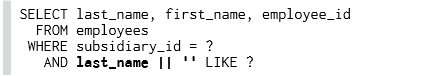 SELECT last_name, first_name, employee_id
FROM employees
WHERE subsidiary_id = ?
AND last_name || '' LIKE ?